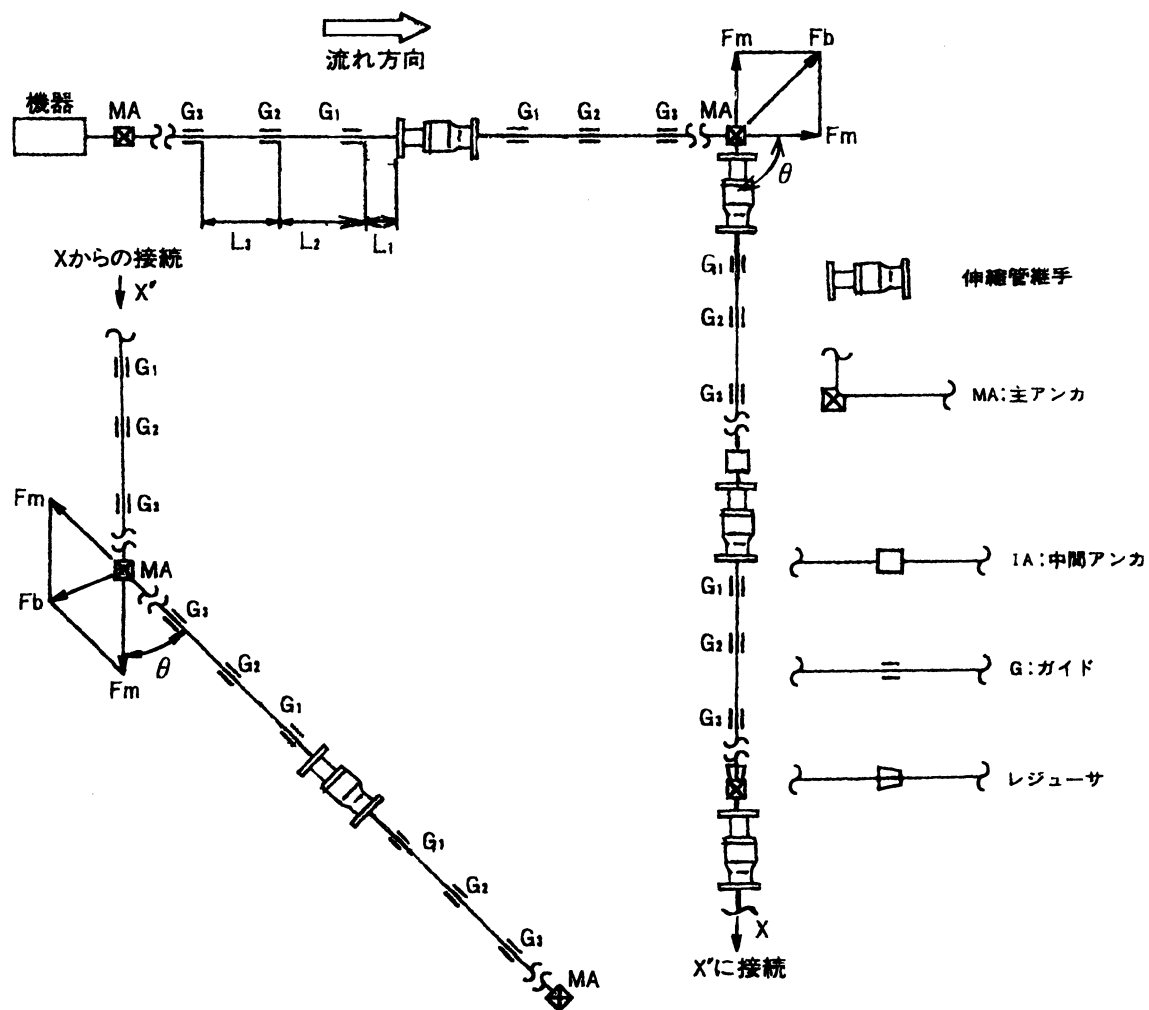 流れ方向
機器
MA
G₃
G₂
G₁
G₁
G₂
G₃
MA
Fm
Fb
Fm
θ
L₃
L₂
L₁
Xからの接続
X″
G₁
G₂
G₃
Fm
MA
Fb
Fm
θ
G₃
G₂
G₁
G₁
G₂
G₃
MA
G₁
G₂
G₃
G₁
G₂
G₃
X
X″に接続
伸縮管継手
MA:主アンカ
IA:中間アンカ
G:ガイド
レジューサ